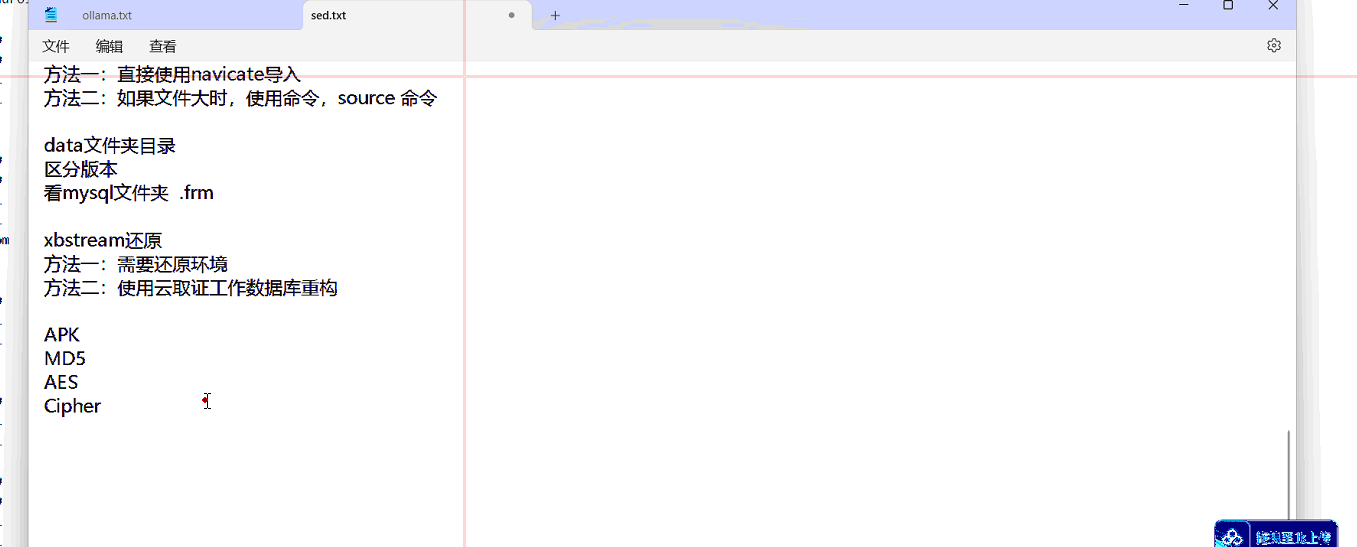 ollama.txt
sed.txt
文件 编辑 查看
方法一：直接使用navicate导入
方法二：如果文件大时，使用命令，source 命令
data文件夹目录
区分版本
看mysql文件夹 .frm
xbstream还原
方法一：需要还原环境
方法二：使用云取证工作数据库重构
APK
MD5
AES
Cipher